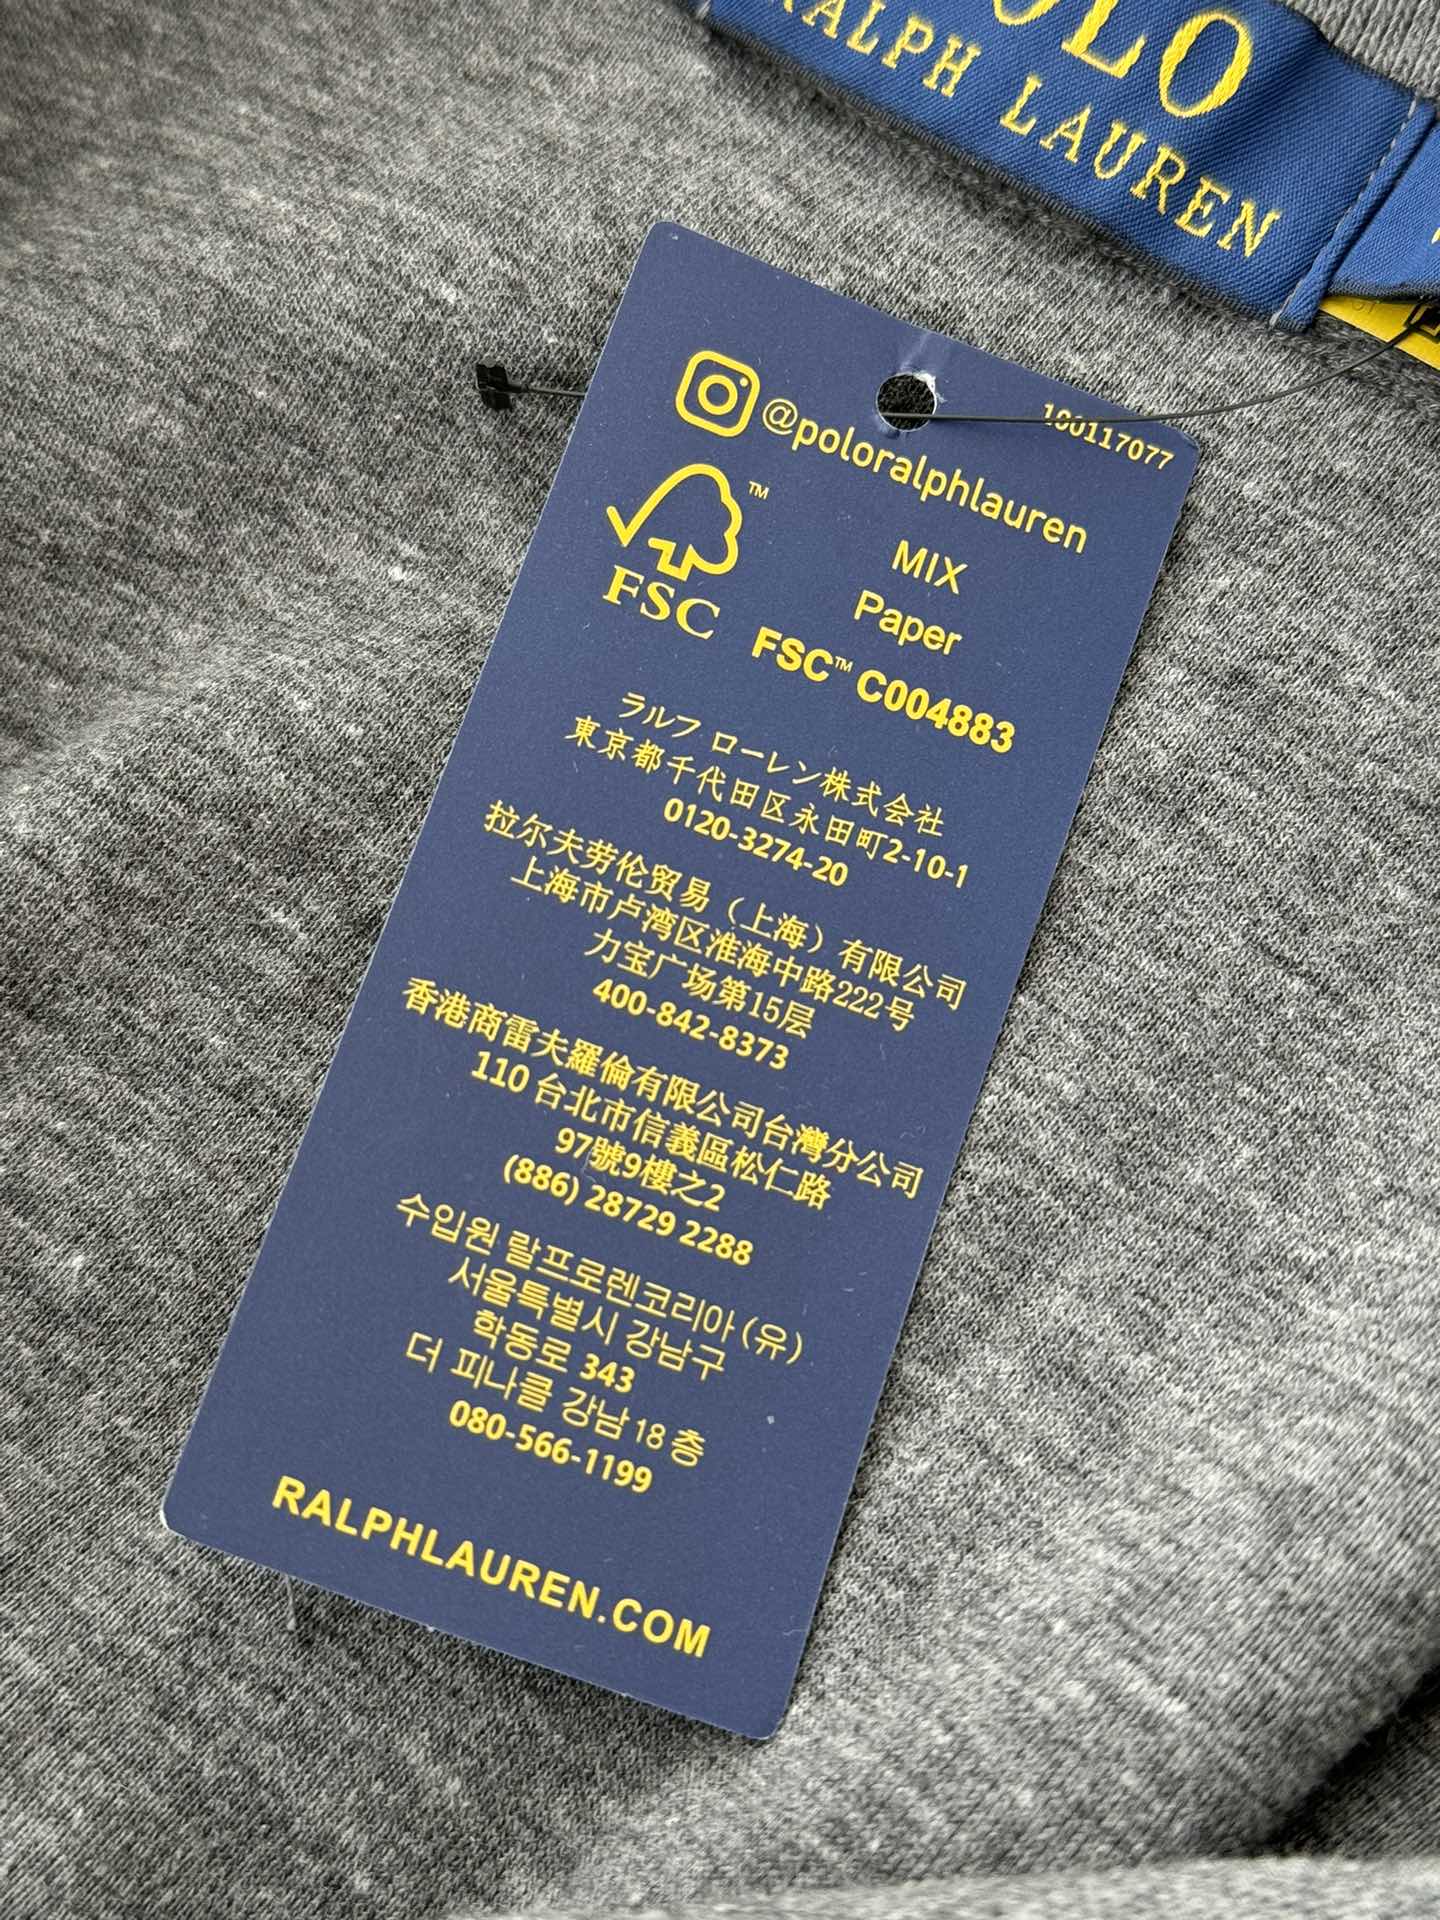 RALPH LAUREN
100117077
@poloralphlauren
™
FSC
MIX
Paper
FSC™ C004883
ラルフ ローレン株式会社
東京都千代田区永田町2-10-1
0120-3274-20
拉尔夫劳伦贸易（上海）有限公司
上海市卢湾区淮海中路222号
力宝广场第15层
400-842-8373
香港商雷夫羅倫有限公司台灣分公司
110 台北市信義區松仁路
97號9樓之2
(886) 28729 2288
수입원 랄프로렌코리아 (유)
서울특별시 강남구
학동로 343
더 피나클 강남 18 층
080-566-1199
RALPHLAUREN.COM